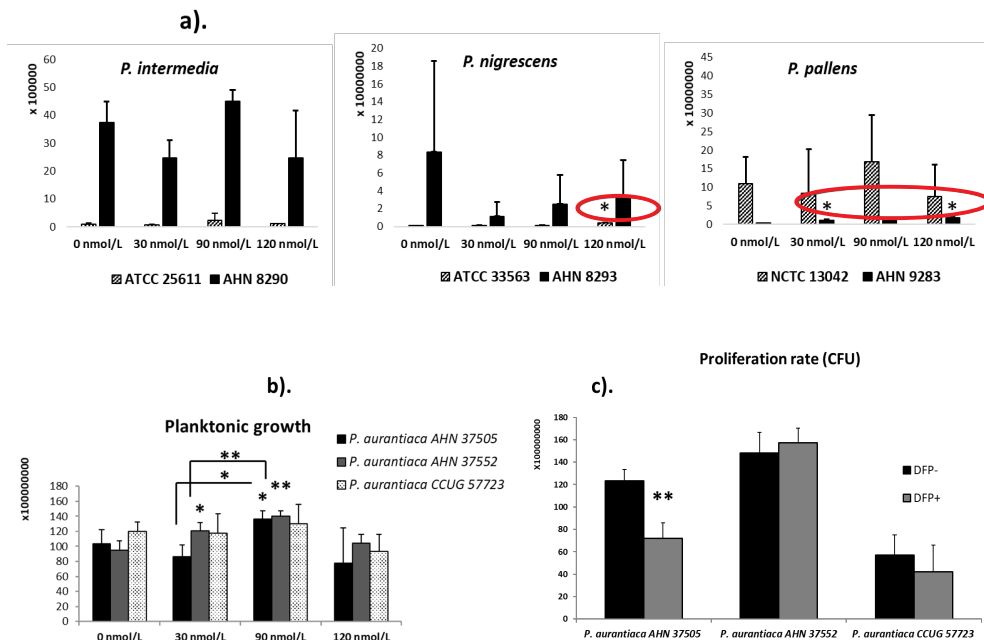 a).
x 100000
P. intermedia
60
50
40
30
20
10
0
0 nmol/L 30 nmol/L 90 nmol/L 120 nmol/L
ATCC 25611 AHN 8290
x 10000000
P. nigrescens
20
18
16
14
12
10
8
6
4
2
0
*
0 nmol/L 30 nmol/L 90 nmol/L 120 nmol/L
ATCC 33563 AHN 8293
x 10000000
P. pallens
45
40
35
30
25
20
15
10
5
0
* *
0 nmol/L 30 nmol/L 90 nmol/L 120 nmol/L
NCTC 13042 AHN 9283
b).
Planktonic growth
x100000000
180
160
140
120
100
80
60
40
20
0
**
*
* * **
0 nmol/L 30 nmol/L 90 nmol/L 120 nmol/L
P. aurantiaca AHN 37505
P. aurantiaca AHN 37552
P. aurantiaca CCUG 57723
Proliferation rate (CFU)
c).
X100000000
180
160
140
120
100
80
60
40
20
0
**
DFP-
DFP+
P. aurantiaca AHN 37505 P. aurantiaca AHN 37552 P. aurantiaca CCUG 57723